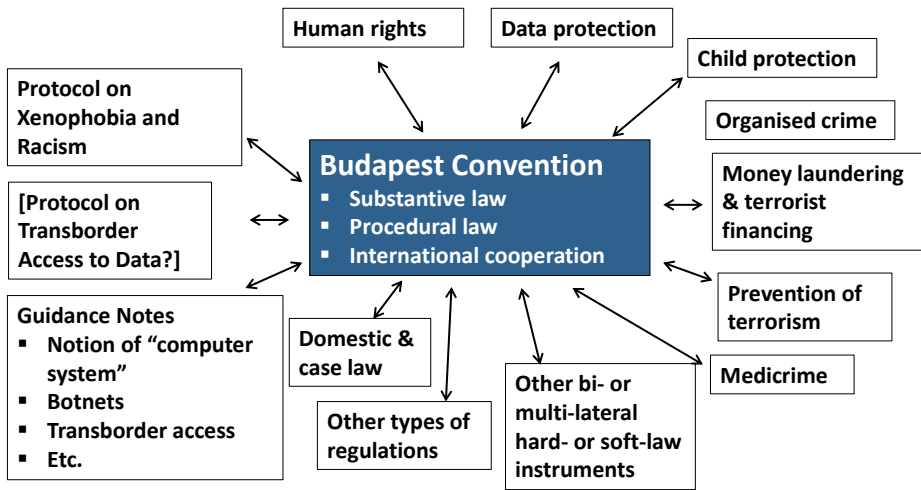 Human rights
Data protection
Child protection
Protocol on
Xenophobia and
Racism
Organised crime
Budapest Convention
▪ Substantive law
▪ Procedural law
▪ International cooperation
Money laundering
& terrorist
financing
[Protocol on
Transborder
Access to Data?]
Prevention of
terrorism
Guidance Notes
▪ Notion of “computer
system”
▪ Botnets
▪ Transborder access
▪ Etc.
Domestic &
case law
Other types of
regulations
Other bi- or
multi-lateral
hard- or soft-law
instruments
Medicrime